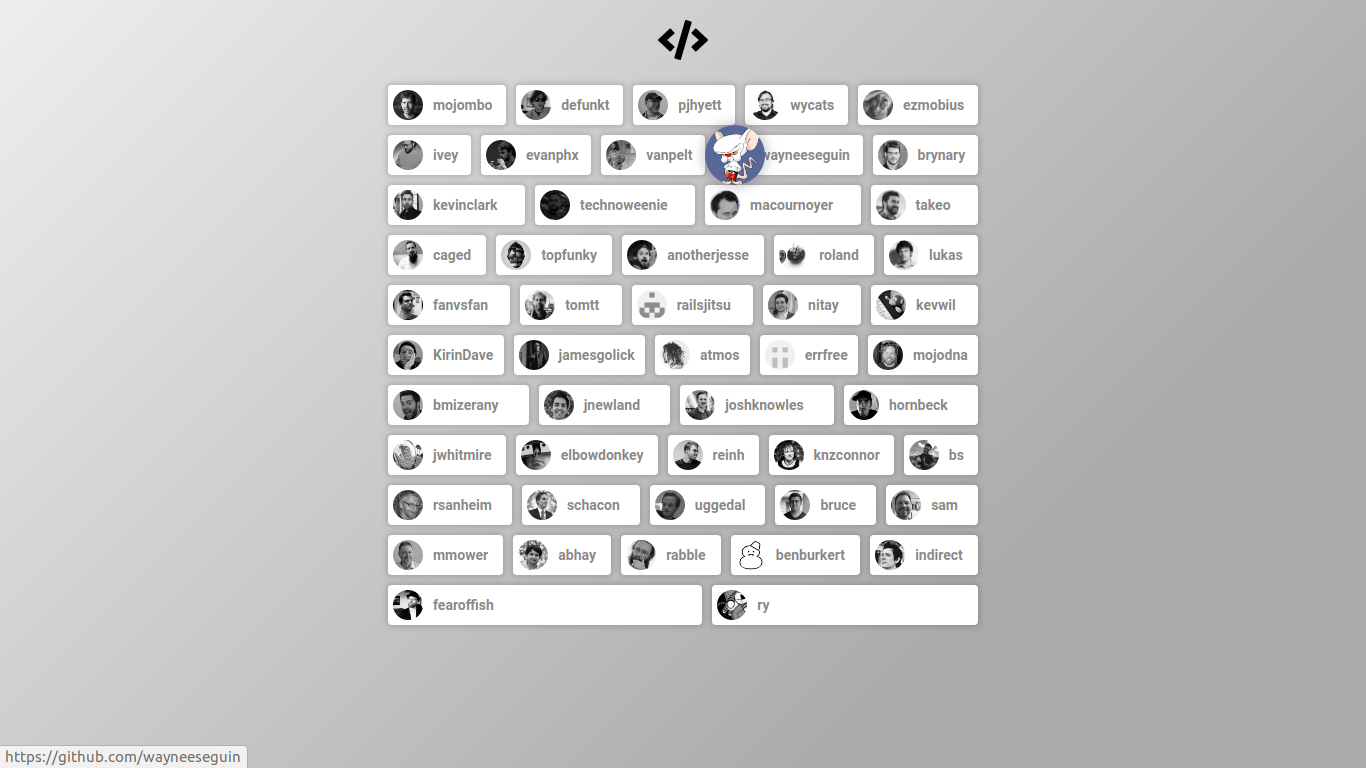 </>
mojombo defunkt pjhyett wycats ezmobius
ivey evanphx vanpelt wayneeseguin brynary
kevinclark technoweenie macournoyer takeo
caged topfunky anotherjesse roland lukas
fanvsfan tomtt railsjitsu nitay kevwil
KirinDave jamesgolick atmos errfree mojodna
bmizerany jnewland joshknowles hornbeck
jwhitmire elbowdonkey reinh knzconnor bs
rsanheim schacon uggedal bruce sam
mmower abhay rabble benburkert indirect
fearoffish ry
https://github.com/wayneeseguin